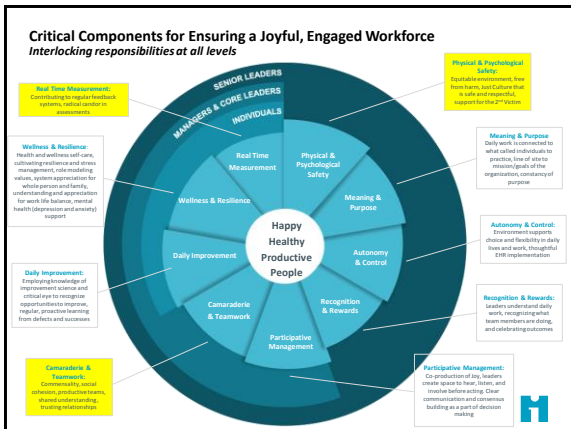 Critical Components for Ensuring a Joyful, Engaged Workforce
Interlocking responsibilities at all levels
SENIOR LEADERS
MANAGERS & CORE LEADERS
INDIVIDUALS
Real Time Measurement:
Contributing to regular feedback
systems, radical candor in
assessments
Physical & Psychological
Safety:
Equitable environment, free
from harm, Just Culture that
is safe and respectful,
support for the 2nd Victim
Wellness & Resilience:
Health and wellness self-care,
cultivating resilience and stress
management, role modeling
values, system appreciation for
whole person and family,
understanding and appreciation
for work life balance, mental
health (depression and anxiety)
support
Meaning & Purpose:
Daily work is connected to
what called individuals to
practice, line of site to
mission/goals of the
organization, constancy of
purpose
Autonomy & Control:
Environment supports
choice and flexibility in daily
lives and work, thoughtful
EHR implementation
Daily Improvement:
Employing knowledge of
improvement science and
critical eye to recognize
opportunities to improve,
regular, proactive learning
from defects and successes
Recognition & Rewards:
Leaders understand daily
work, recognizing what
team members are doing,
and celebrating outcomes
Camaraderie &
Teamwork:
Commensality, social
cohesion, productive teams,
shared understanding,
trusting relationships
Participative Management:
Co-production of Joy, leaders
create space to hear, listen, and
involve before acting. Clear
communication and consensus
building as a part of decision
making
Real Time
Measurement
Physical &
Psychological
Safety
Meaning &
Purpose
Autonomy
& Control
Recognition
& Rewards
Participative
Management
Camaraderie
& Teamwork
Daily Improvement
Wellness & Resilience
Happy
Healthy
Productive
People